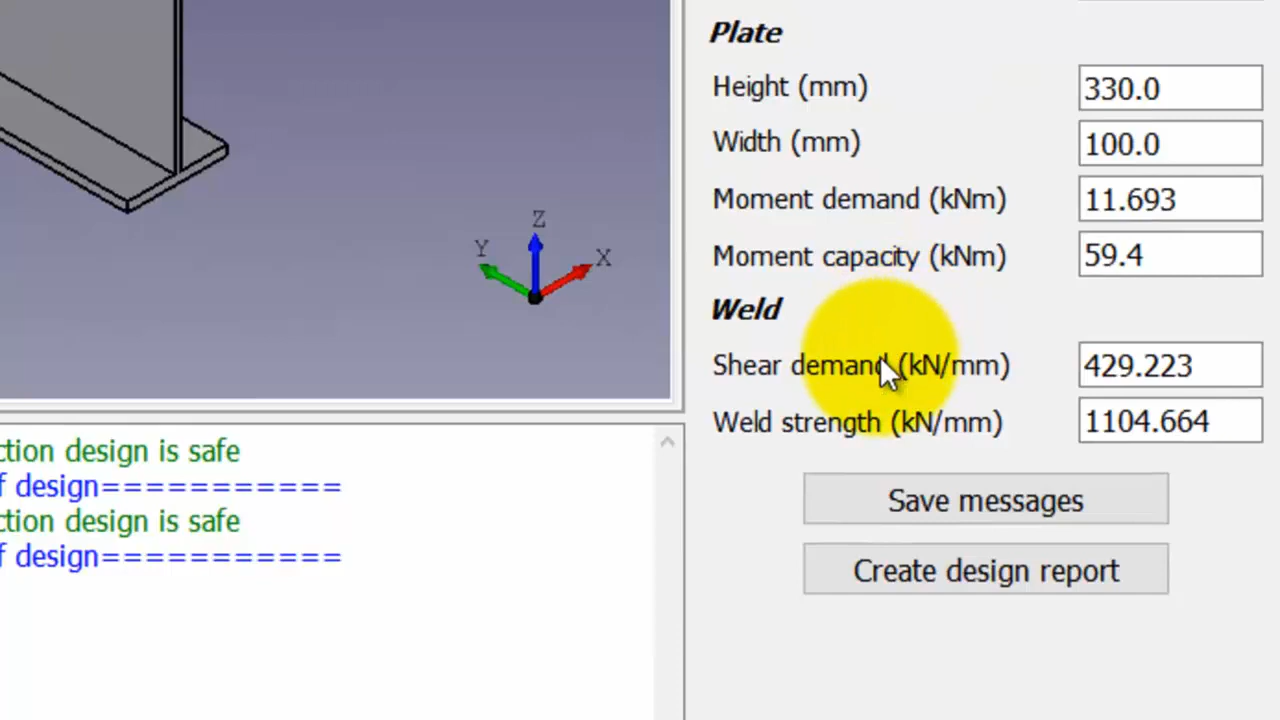 Plate
Height (mm) 330.0
Width (mm) 100.0
Moment demand (kNm) 11.693
Moment capacity (kNm) 59.4
Weld
Shear demand (kN/mm) 429.223
Weld strength (kN/mm) 1104.664
Save messages
Create design report
Z
Y
X
ction design is safe
f design===========
ction design is safe
f design===========